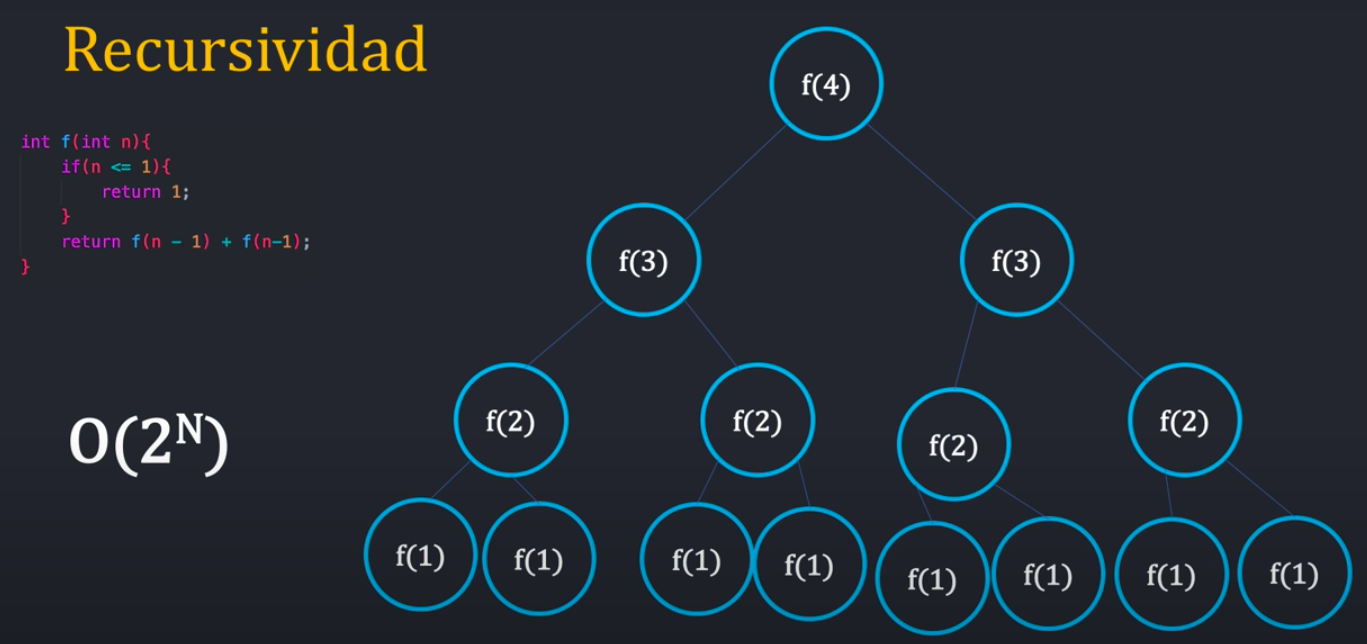 Recursividad
int f(int n){
if(n <= 1){
return 1;
}
return f(n - 1) + f(n-1);
}
O(2^N)
f(4)
f(3) f(3)
f(2) f(2) f(2) f(2)
f(1) f(1) f(1) f(1) f(1) f(1) f(1) f(1)